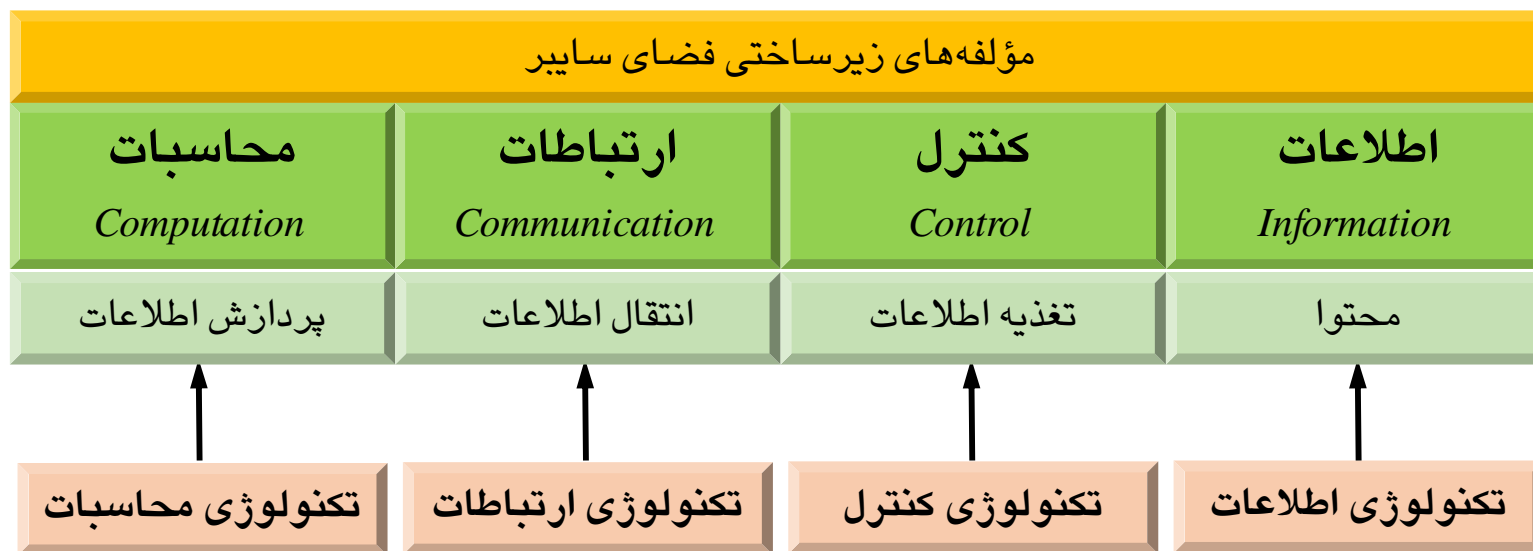 مؤلفه‌های زیرساختی فضای سایبر
اطلاعات
Information
کنترل
Control
ارتباطات
Communication
محاسبات
Computation
محتوا
تغذیه اطلاعات
انتقال اطلاعات
پردازش اطلاعات
تکنولوژی اطلاعات
تکنولوژی کنترل
تکنولوژی ارتباطات
تکنولوژی محاسبات